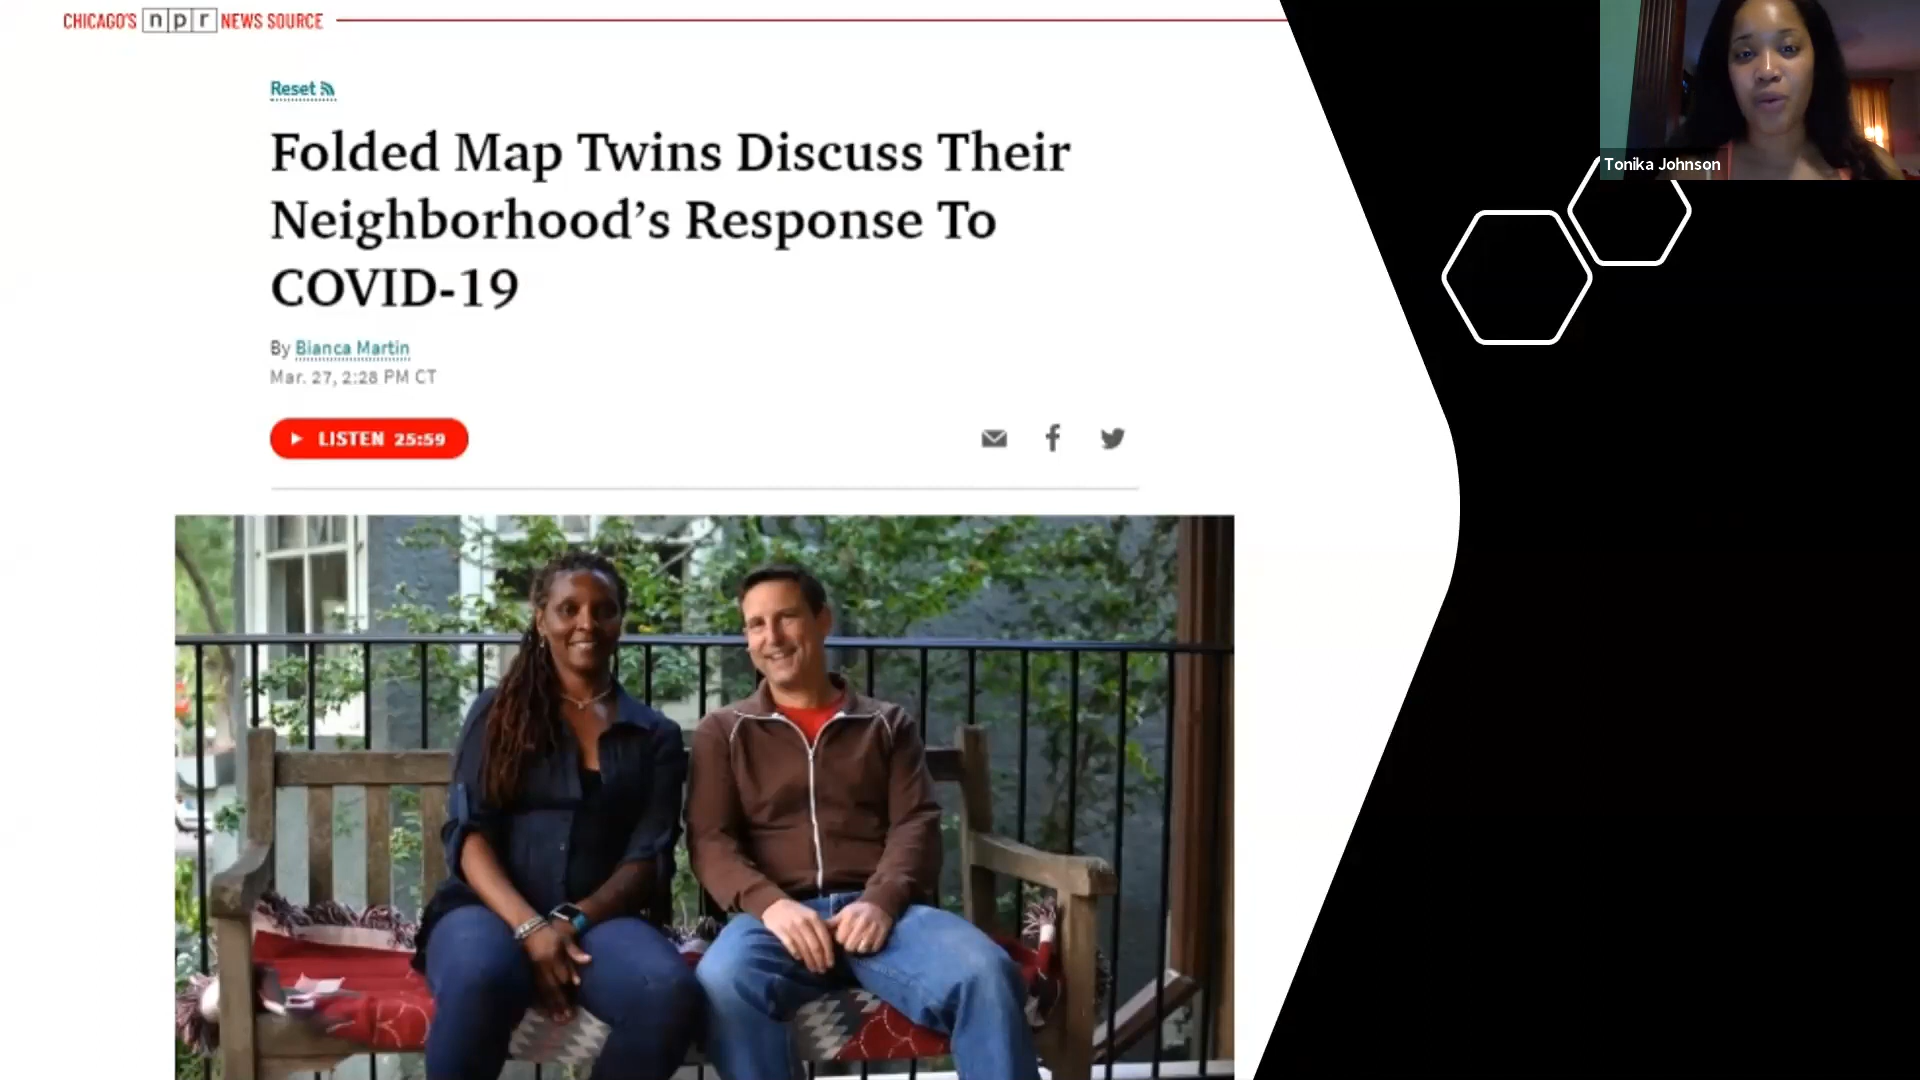 CHICAGO'S npr NEWS SOURCE
Reset
Folded Map Twins Discuss Their
Neighborhood’s Response To
COVID-19
By Bianca Martin
Mar. 27, 2:28 PM CT
LISTEN 25:59
Tonika Johnson